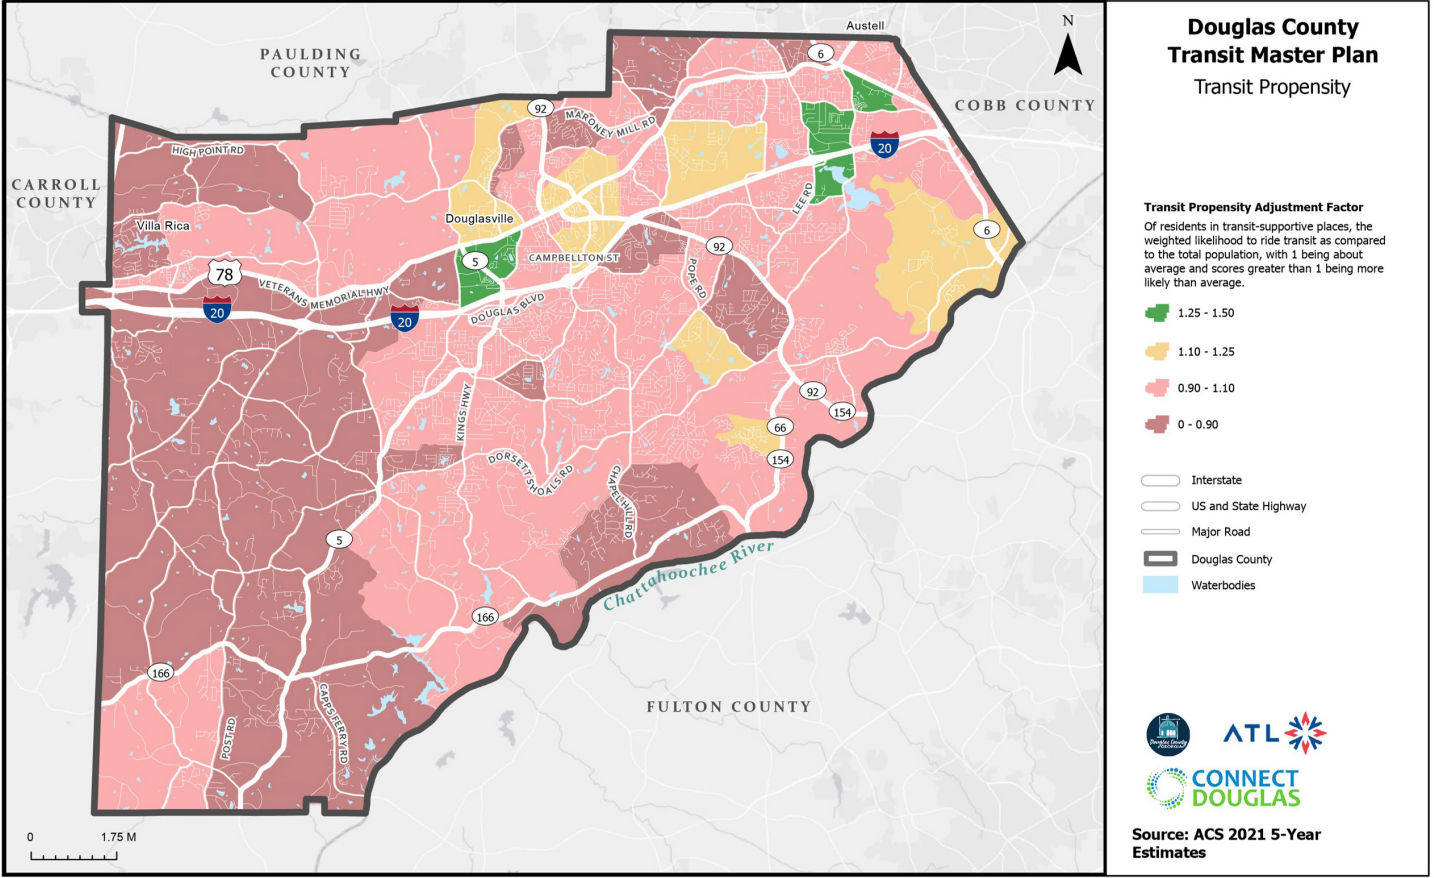 Douglas County
Transit Master Plan
Transit Propensity
Transit Propensity Adjustment Factor
Of residents in transit-supportive places, the
weighted likelihood to ride transit as compared
to the total population, with 1 being about
average and scores greater than 1 being more
likely than average.
1.25 - 1.50
1.10 - 1.25
0.90 - 1.10
0 - 0.90
Interstate
US and State Highway
Major Road
Douglas County
Waterbodies
Douglas County
GEORGIA
ATL
CONNECT
DOUGLAS
Source: ACS 2021 5-Year
Estimates
N
Austell
PAULDING
COUNTY
COBB COUNTY
CARROLL
COUNTY
FULTON COUNTY
6
92
MARONEY MILL RD
HIGH POINT RD
20
LEE RD
Villa Rica
Douglasville
6
5
CAMPBELLTON ST
92
78
VETERANS MEMORIAL HWY
POPE RD
20
20
DOUGLAS BLVD
KINGS HWY
92
154
66
154
DORSETT SHOALS RD
CHAPEL HILL RD
5
Chattahoochee River
166
166
POST RD
CAPPS FERRY RD
0
1.75 M